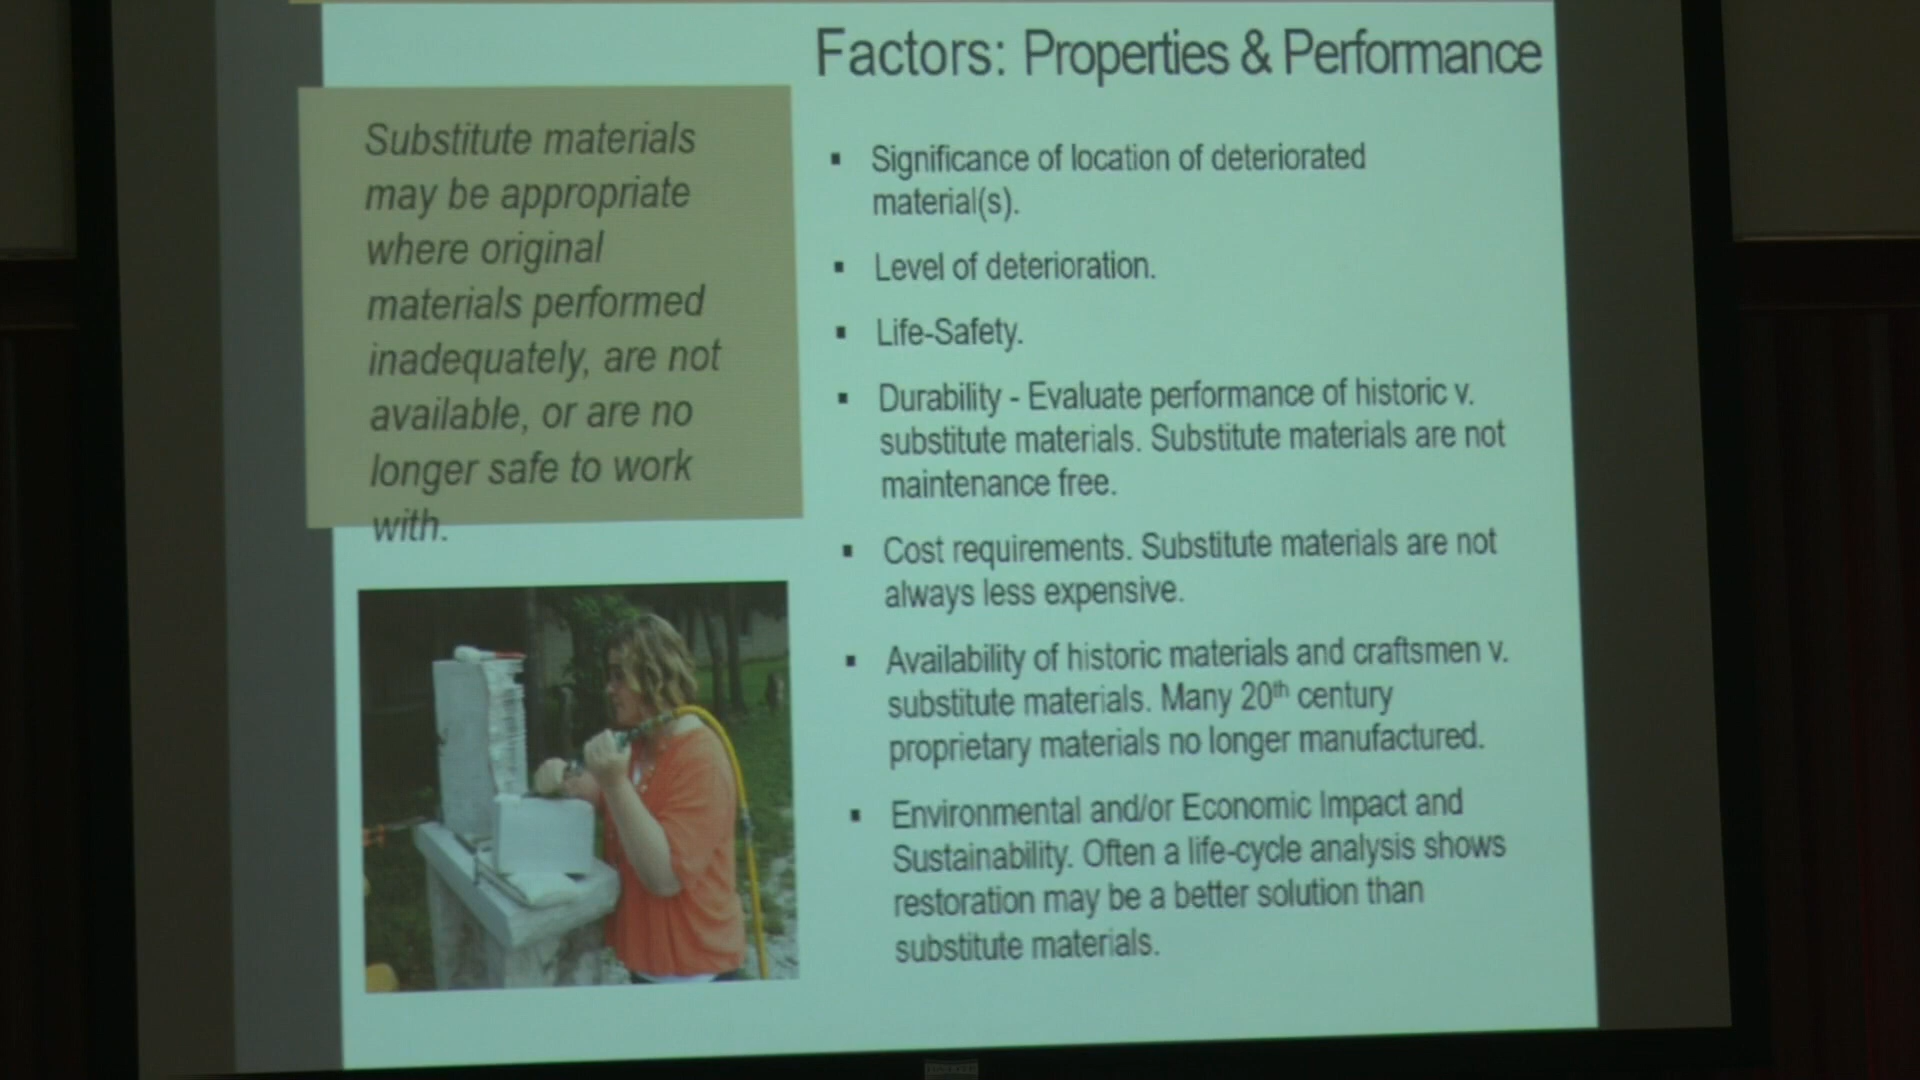 Factors: Properties & Performance
Substitute materials
may be appropriate
where original
materials performed
inadequately, are not
available, or are no
longer safe to work
with.
▪ Significance of location of deteriorated
material(s).
▪ Level of deterioration.
▪ Life-Safety.
▪ Durability - Evaluate performance of historic v.
substitute materials. Substitute materials are not
maintenance free.
▪ Cost requirements. Substitute materials are not
always less expensive.
▪ Availability of historic materials and craftsmen v.
substitute materials. Many 20th century
proprietary materials no longer manufactured.
▪ Environmental and/or Economic Impact and
Sustainability. Often a life-cycle analysis shows
restoration may be a better solution than
substitute materials.